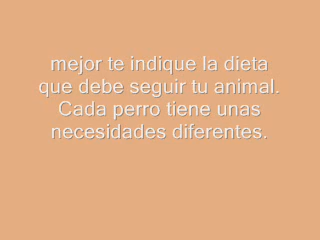 mejor te indique la dieta
que debe seguir tu animal.
Cada perro tiene unas
necesidades diferentes.